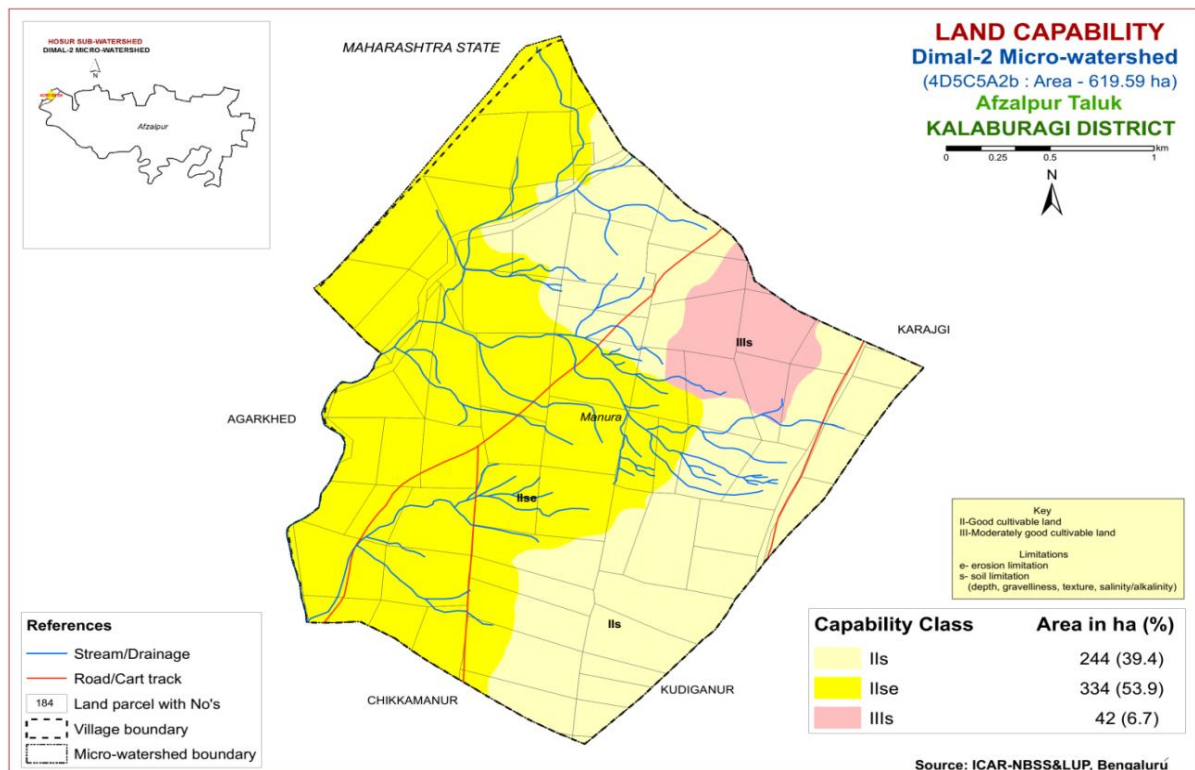 HOSUR SUB-WATERSHED
DIMAL-2 MICRO-WATERSHED
N
Afzalpur
MAHARASHTRA STATE
LAND CAPABILITY
Dimal-2 Micro-watershed
(4D5C5A2b : Area - 619.59 ha)
Afzalpur Taluk
KALABURAGI DISTRICT
km
0 0.25 0.5 1
N
KARAJGI
IIIs
AGARKHED
Manura
IIse
IIs
KUDIGANUR
CHIKKAMANUR
Key
II-Good cultivable land
III-Moderately good cultivable land
Limitations
e- erosion limitation
s- soil limitation
(depth, gravelliness, texture, salinity/alkalinity)
References
Stream/Drainage
Road/Cart track
184 Land parcel with No's
Village boundary
Micro-watershed boundary
Capability Class Area in ha (%)
IIs 244 (39.4)
IIse 334 (53.9)
IIIs 42 (6.7)
Source: ICAR-NBSS&LUP, Bengaluru